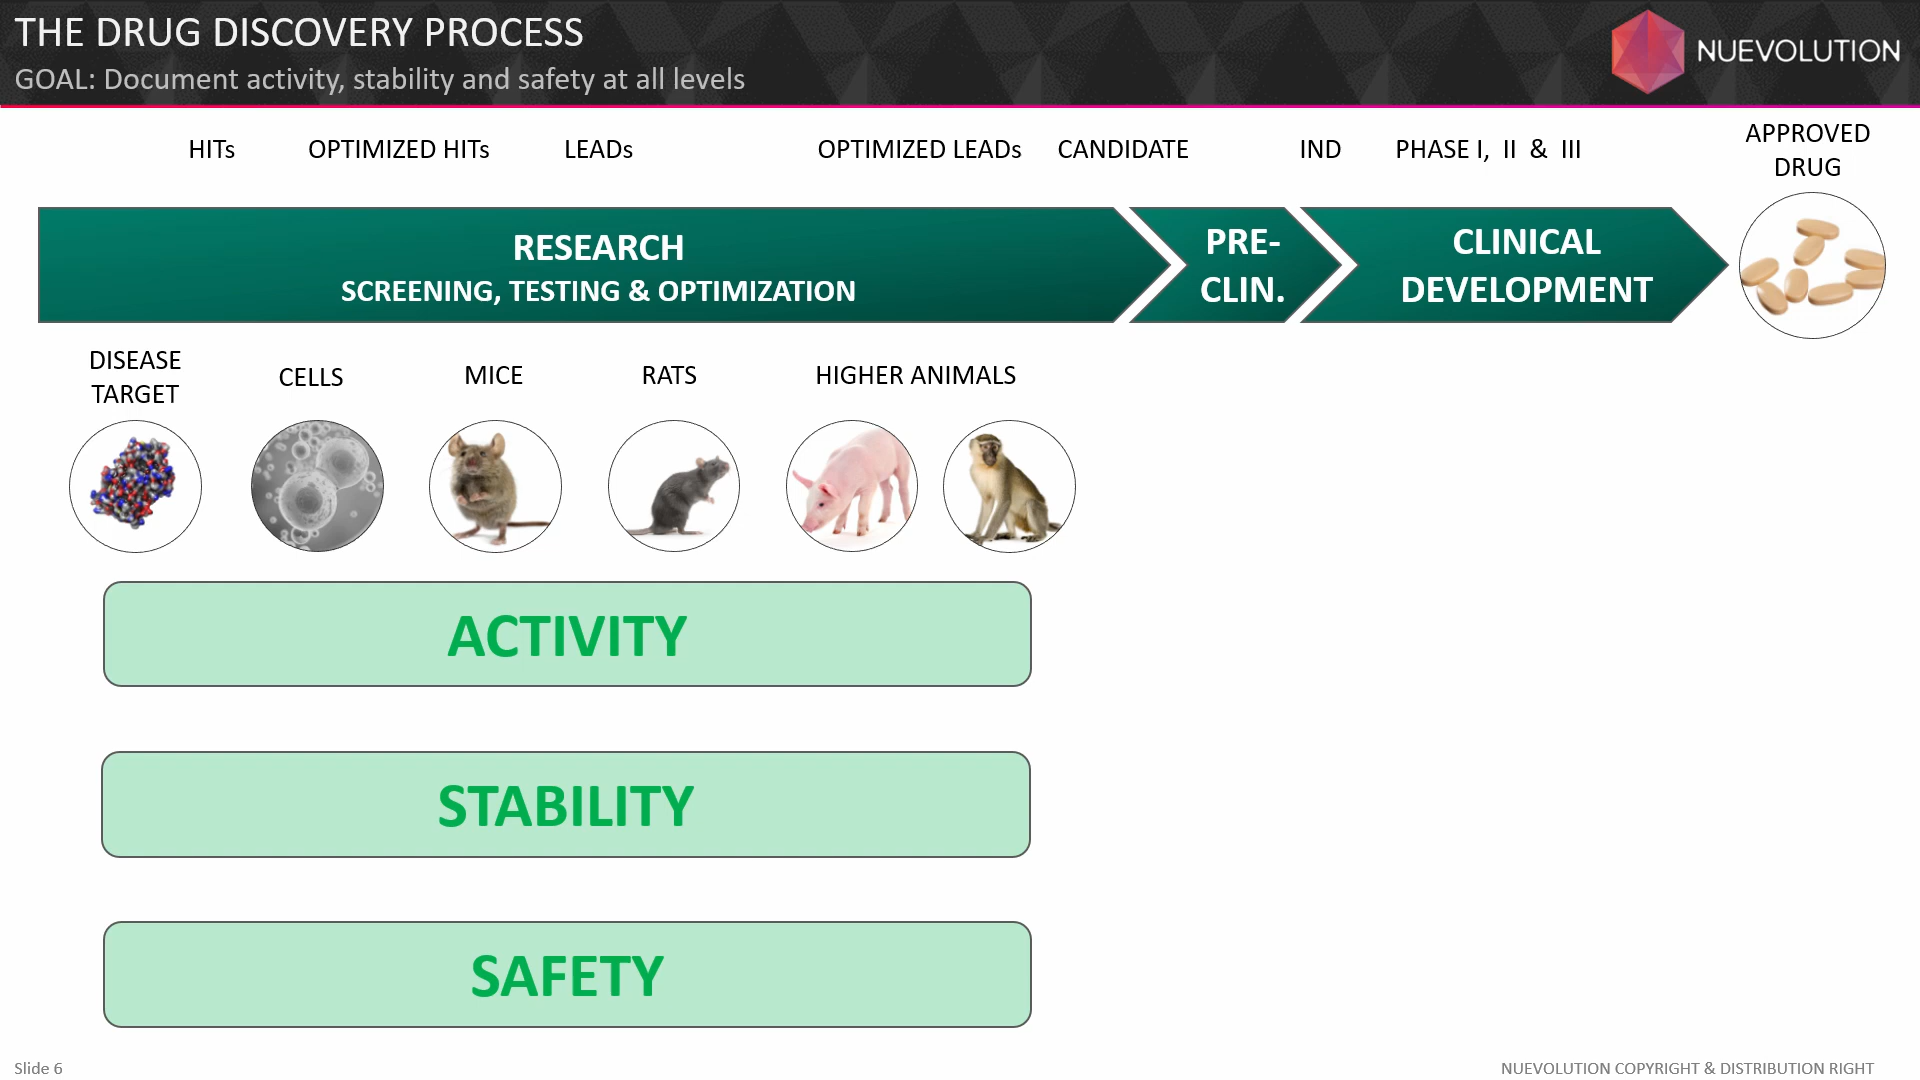 THE DRUG DISCOVERY PROCESS
GOAL: Document activity, stability and safety at all levels
NUEVOLUTION
HITs
OPTIMIZED HITs
LEADs
OPTIMIZED LEADs
CANDIDATE
IND
PHASE I, II & III
APPROVED
DRUG
RESEARCH
SCREENING, TESTING & OPTIMIZATION
PRE-
CLIN.
CLINICAL
DEVELOPMENT
DISEASE
TARGET
CELLS
MICE
RATS
HIGHER ANIMALS
ACTIVITY
STABILITY
SAFETY
Slide 6
NUEVOLUTION COPYRIGHT & DISTRIBUTION RIGHT